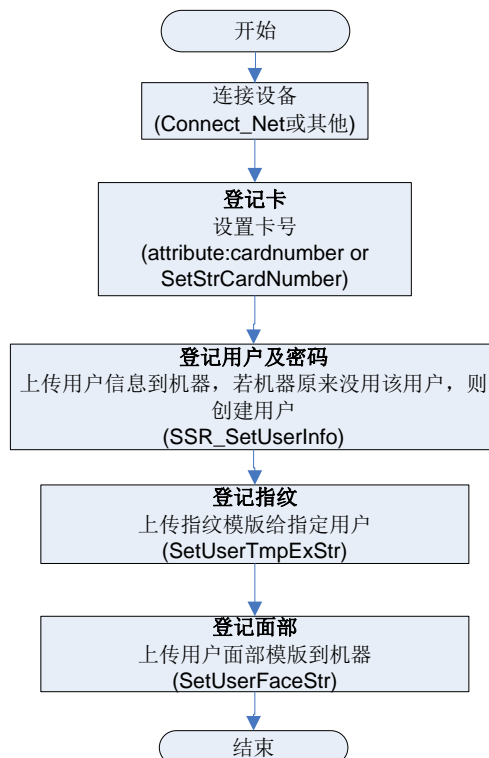 开始
连接设备
(Connect_Net或其他)
登记卡
设置卡号
(attribute:cardnumber or
SetStrCardNumber)
登记用户及密码
上传用户信息到机器，若机器原来没用该用户，则
创建用户
(SSR_SetUserInfo)
登记指纹
上传指纹模版给指定用户
(SetUserTmpExStr)
登记面部
上传用户面部模版到机器
(SetUserFaceStr)
结束